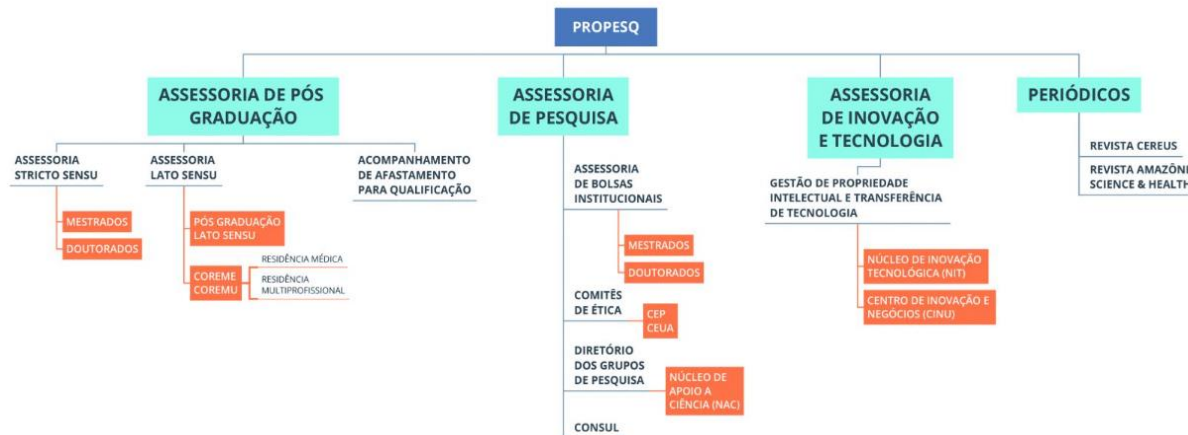 PROPESQ
ASSESSORIA DE PÓS
GRADUAÇÃO
ASSESSORIA
STRICTO SENSU
MESTRADOS
DOUTORADOS
ASSESSORIA
LATO SENSU
PÓS GRADUAÇÃO
LATO SENSU
COREME
COREMU
RESIDÊNCIA MÉDICA
RESIDÊNCIA
MULTIPROFISSIONAL
ACOMPANHAMENTO
DE AFASTAMENTO
PARA QUALIFICAÇÃO
ASSESSORIA
DE PESQUISA
ASSESSORIA
DE BOLSAS
INSTITUCIONAIS
MESTRADOS
DOUTORADOS
COMITÊS
DE ÉTICA
CEP
CEUA
DIRETÓRIO
DOS GRUPOS
DE PESQUISA
NÚCLEO DE
APOIO A
CIÊNCIA (NAC)
CONSUL
ASSESSORIA
DE INOVAÇÃO
E TECNOLOGIA
GESTÃO DE PROPRIEDADE
INTELECTUAL E TRANSFERÊNCIA
DE TECNOLOGIA
NÚCLEO DE INOVAÇÃO
TECNOLÓGICA (NIT)
CENTRO DE INOVAÇÃO E
NEGÓCIOS (CINU)
PERIÓDICOS
REVISTA CEREUS
REVISTA AMAZÔNI
SCIENCE & HEALTH